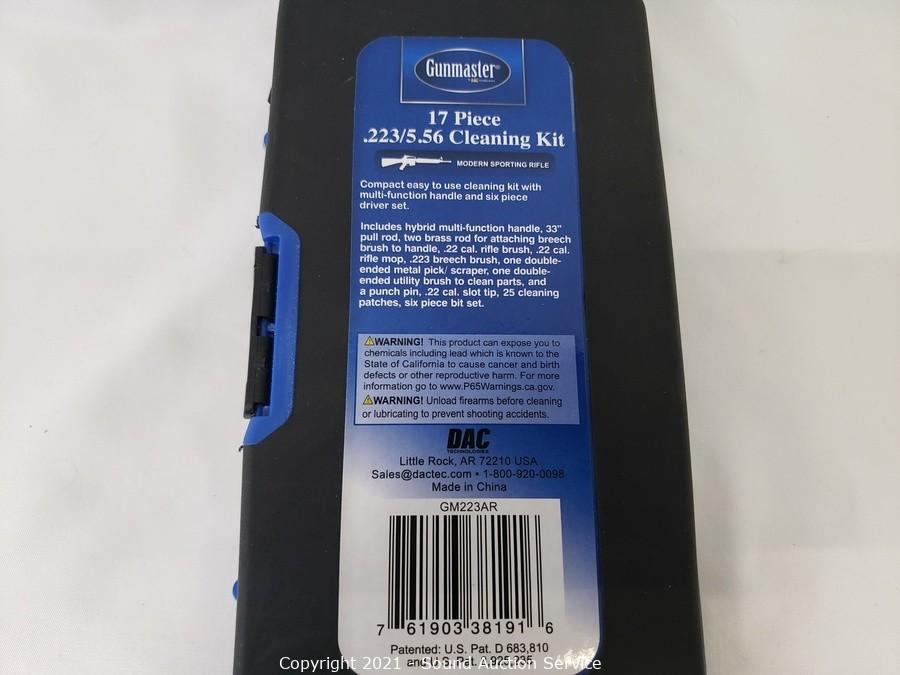 Gunmaster®
by DAC
17 Piece
.223/5.56 Cleaning Kit
MODERN SPORTING RIFLE
Compact easy to use cleaning kit with
multi-function handle and six piece
driver set.
Includes hybrid multi-function handle, 33"
pull rod, two brass rod for attaching breech
brush to handle, .22 cal. rifle brush, .22 cal.
rifle mop, .223 breech brush, one double-
ended metal pick/ scraper, one double-
ended utility brush to clean parts, and
a punch pin, .22 cal. slot tip, 25 cleaning
patches, six piece bit set.
⚠WARNING! This product can expose you to
chemicals including lead which is known to the
State of California to cause cancer and birth
defects or other reproductive harm. For more
information go to www.P65Warnings.ca.gov.
⚠WARNING! Unload firearms before cleaning
or lubricating to prevent shooting accidents.
DAC
TECHNOLOGIES
Little Rock, AR 72210 USA
Sales@dactec.com • 1-800-920-0098
Made in China
GM223AR
7 61903 38191 6
Patented: U.S. Pat. D 683,810
and U.S. Pat.
Copyright 2021 - Sound Auction Service